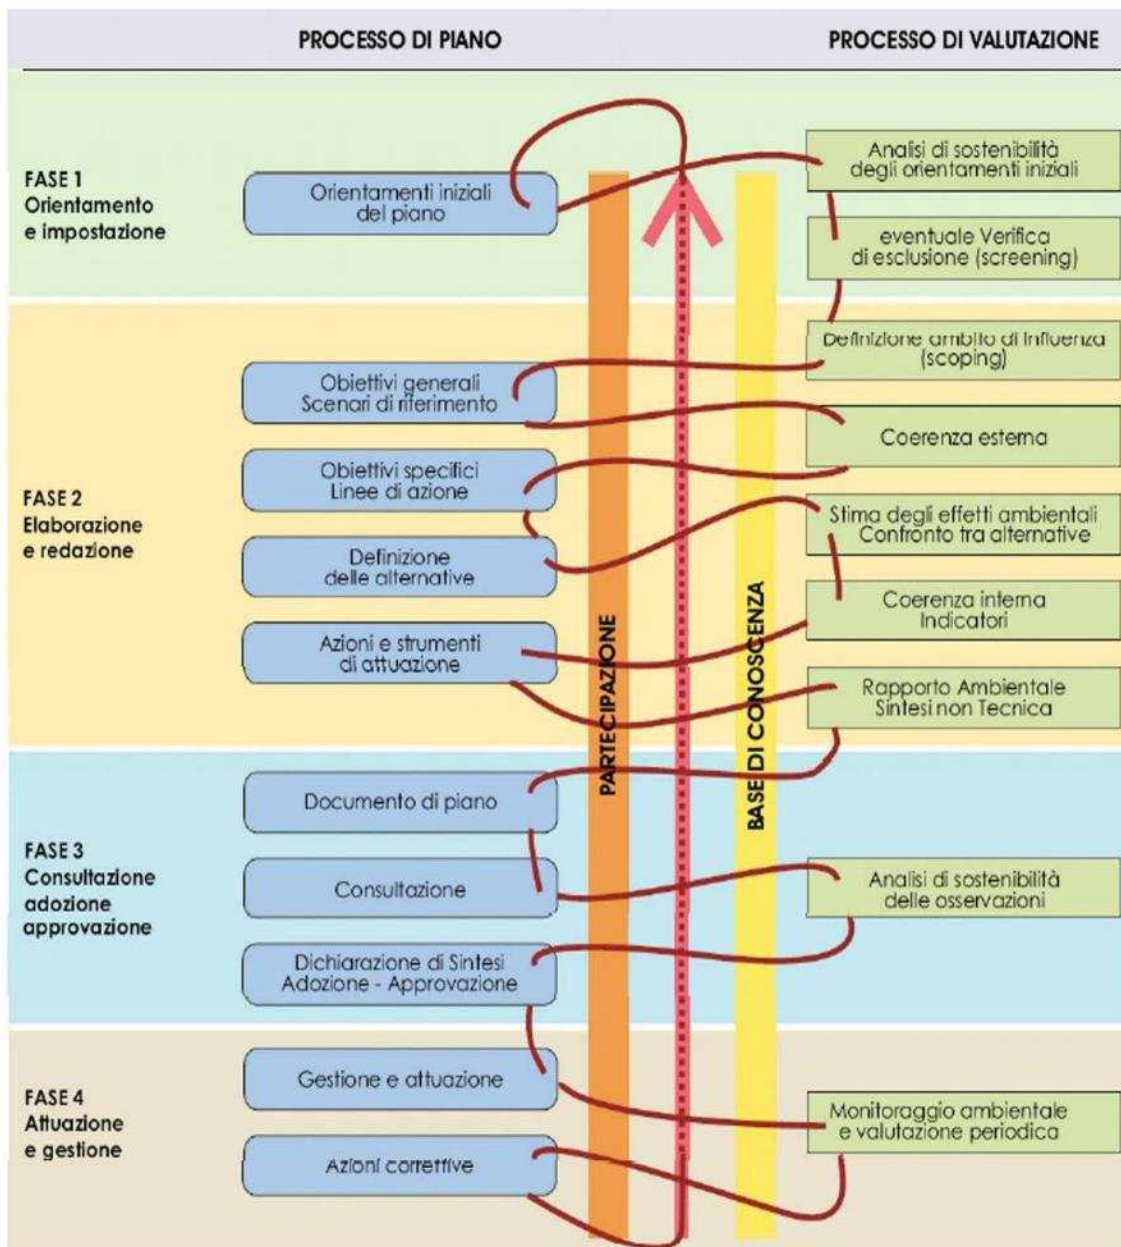 PROCESSO DI PIANO
PROCESSO DI VALUTAZIONE
FASE 1
Orientamento
e impostazione
Orientamenti iniziali
del piano
Analisi di sostenibilità
degli orientamenti iniziali
eventuale Verifica
di esclusione (screening)
FASE 2
Elaborazione
e redazione
Obiettivi generali
Scenari di riferimento
Obiettivi specifici
Linee di azione
Definizione
delle alternative
Azioni e strumenti
di attuazione
Definizione ambito di influenza
(scoping)
Coerenza esterna
Stima degli effetti ambientali
Confronto tra alternative
Coerenza interna
Indicatori
Rapporto Ambientale
Sintesi non Tecnica
PARTECIPAZIONE
BASE DI CONOSCENZA
FASE 3
Consultazione
adozione
approvazione
Documento di piano
Consultazione
Dichiarazione di Sintesi
Adozione - Approvazione
Analisi di sostenibilità
delle osservazioni
FASE 4
Attuazione
e gestione
Gestione e attuazione
Azioni correttive
Monitoraggio ambientale
e valutazione periodica